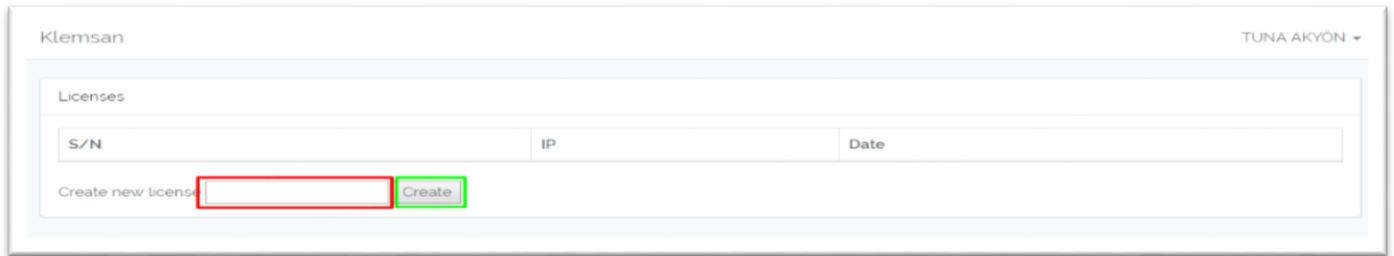 Klemsan
TUNA AKYÖN
Licenses
S/N IP Date
Create new license Create